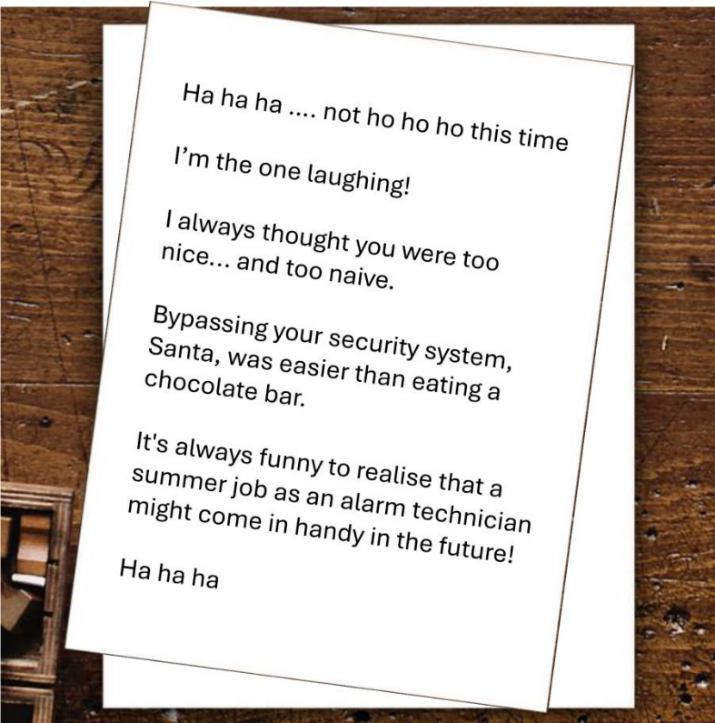 Ha ha ha .... not ho ho ho this time
I’m the one laughing!
I always thought you were too
nice... and too naive.
Bypassing your security system,
Santa, was easier than eating a
chocolate bar.
It's always funny to realise that a
summer job as an alarm technician
might come in handy in the future!
Ha ha ha